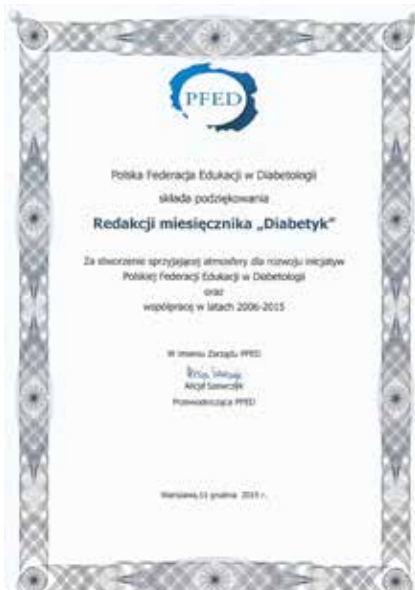 PFED
Polska Federacja Edukacji w Diabetologii
składa podziękowania
Redakcji miesięcznika „Diabetyk”
Za stworzenie sprzyjającej atmosfery dla rozwoju inicjatyw
Polskiej Federacji Edukacji w Diabetologii
oraz
współpracę w latach 2006-2015
W imieniu Zarządu PFED
Alicja Szewczyk
Przewodnicząca PFED
Warszawa, 11 grudnia 2015 r.